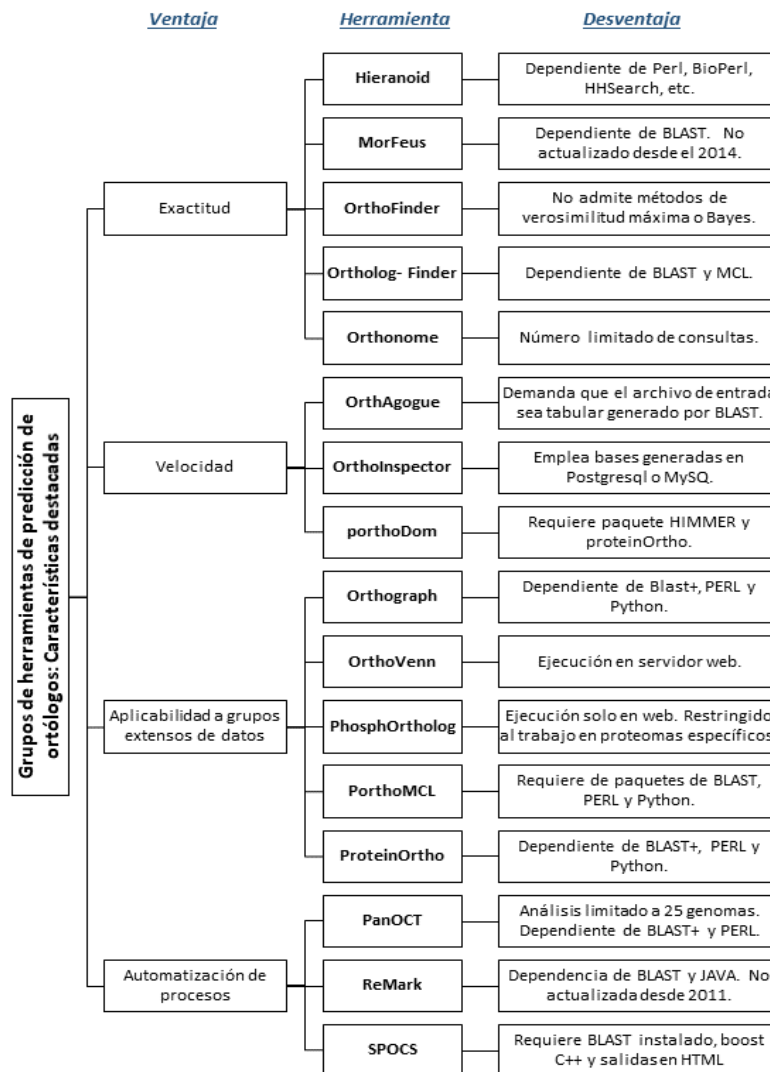 Ventaja
Herramienta
Desventaja
Grupos de herramientas de predicción de
ortólogos: Características destacadas
Exactitud
Hieranoid
Dependiente de Perl, BioPerl,
HHSearch, etc.
MorFeus
Dependiente de BLAST. No
actualizado desde el 2014.
OrthoFinder
No admite métodos de
verosimilitud máxima o Bayes.
Ortholog- Finder
Dependiente de BLAST y MCL.
Orthonome
Número limitado de consultas.
Velocidad
OrthAgogue
Demanda que el archivo de entrada
sea tabular generado por BLAST.
OrthoInspector
Emplea bases generadas en
Postgresql o MySQ.
porthoDom
Requiere paquete HIMMER y
proteinOrtho.
Aplicabilidad a grupos
extensos de datos
Orthograph
Dependiente de Blast+, PERL y
Python.
OrthoVenn
Ejecución en servidor web.
PhosphOrtholog
Ejecución solo en web. Restringido
al trabajo en proteomas específicos
PorthoMCL
Requiere de paquetes de BLAST,
PERL y Python.
ProteinOrtho
Dependiente de BLAST+, PERL y
Python.
Automatización de
procesos
PanOCT
Análisis limitado a 25 genomas.
Dependiente de BLAST+ y PERL.
ReMark
Dependencia de BLAST y JAVA. No
actualizada desde 2011.
SPOCS
Requiere BLAST instalado, boost
C++ y salidas en HTML